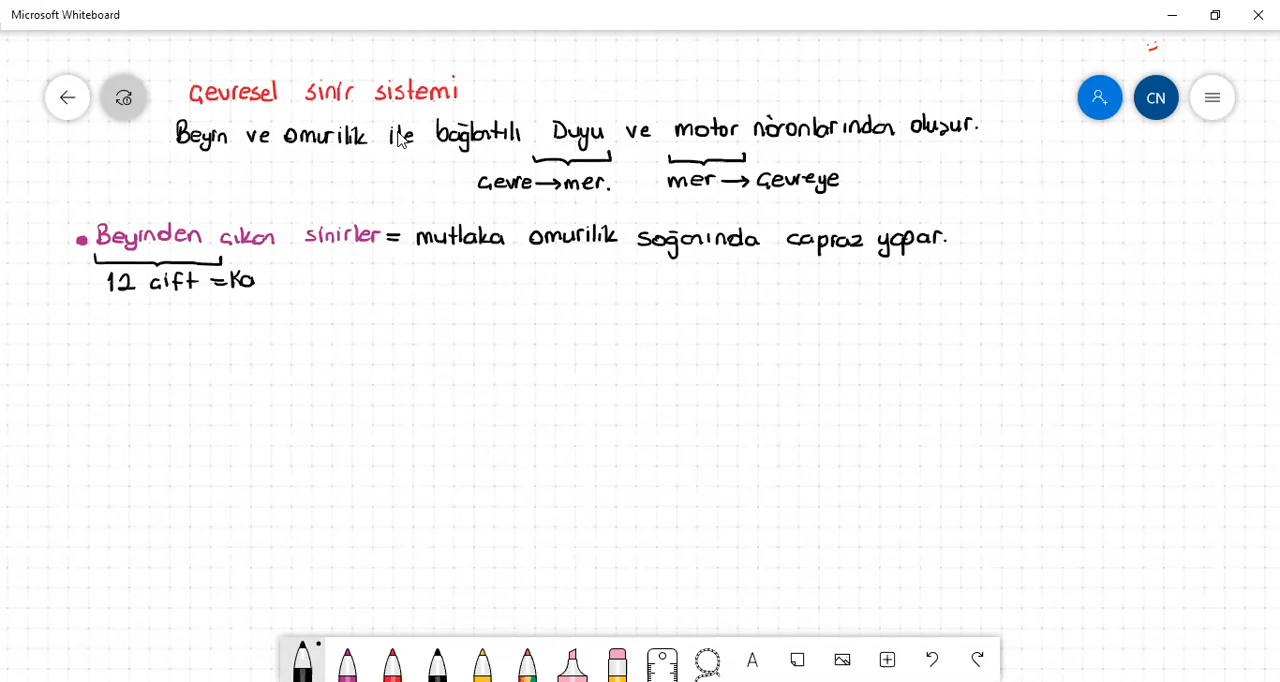 Microsoft Whiteboard
Çevresel sinir sistemi
CN
Beyin ve omurilik ile bağlantılı Duyu ve motor nöronlarından oluşur.
Çevre → mer. mer → Çevreye
• Beyinden çıkan sinirler = mutlaka omurilik soğanında çapraz yapar.
12 çift = Ka
A